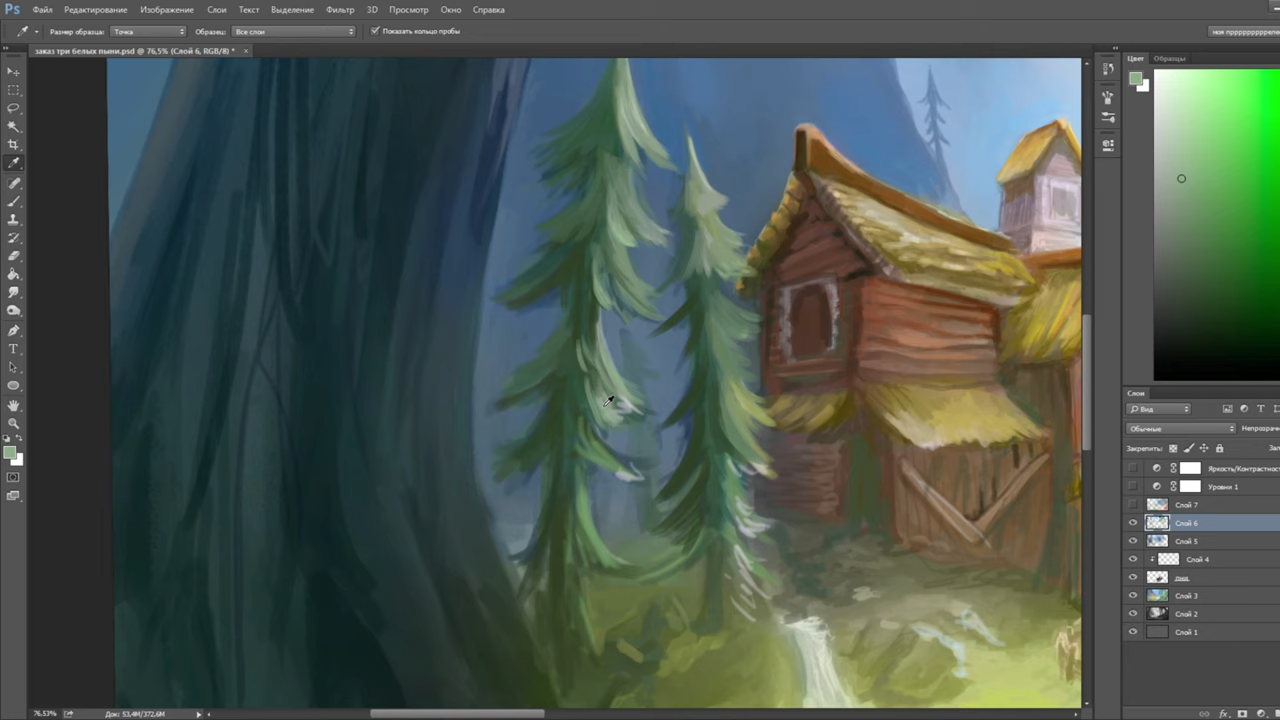 Ps Файл Редактирование Изображение Слои Текст Выделение Фильтр 3D Просмотр Окно Справка
Размер образца: Точка Образец: Все слои Показать кольцо пробы
заказ три белых пыни.psd @ 76,5% (Слой 6, RGB/8) * ×
Цвет Образцы
Слои
Вид
Обычные Непрозрачно
Закрепить:
Яркость/Контрастнос
Уровни 1
Слой 7
Слой 6
Слой 5
Слой 4
Слой 3
Слой 2
Слой 1
76,53% Док: 53,4M/372,6M